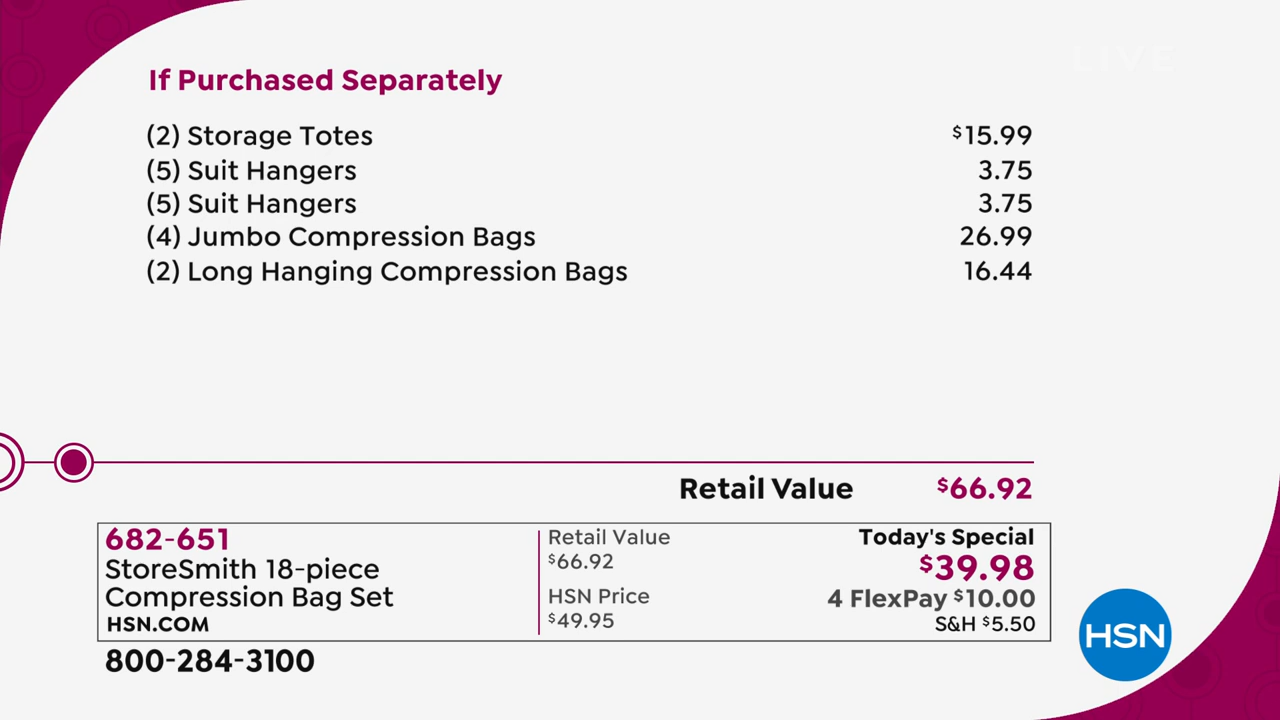 LIVE
If Purchased Separately
(2) Storage Totes $15.99
(5) Suit Hangers 3.75
(5) Suit Hangers 3.75
(4) Jumbo Compression Bags 26.99
(2) Long Hanging Compression Bags 16.44
Retail Value $66.92
682-651
StoreSmith 18-piece
Compression Bag Set
HSN.COM
Retail Value
$66.92
HSN Price
$49.95
Today's Special
$39.98
4 FlexPay $10.00
S&H $5.50
800-284-3100
HSN